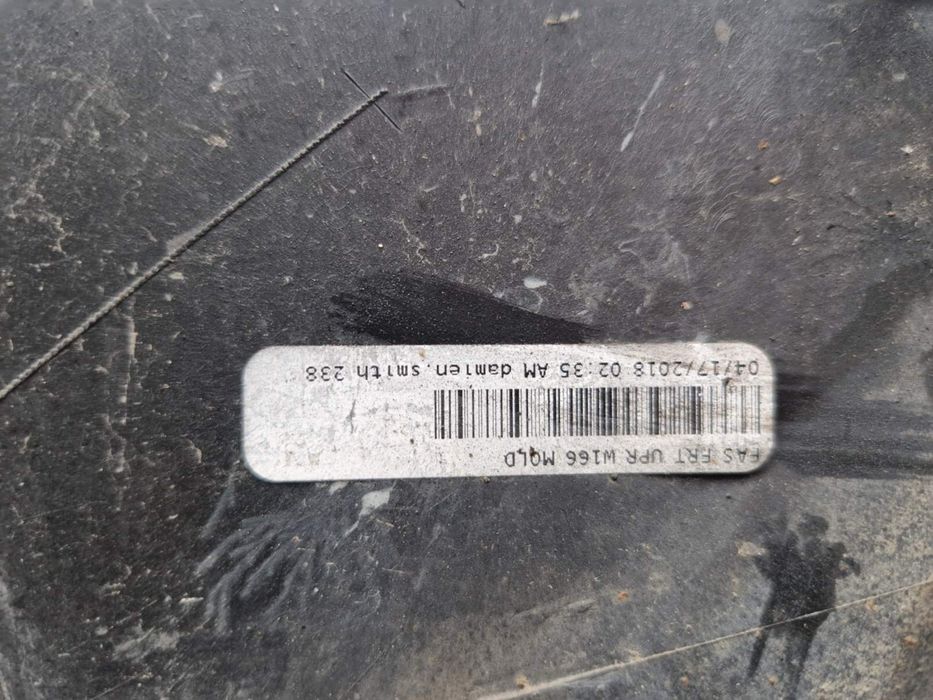 FAS FRT UPR W166 MOLD
04/17/2018 02:35 AM damien.smith 238